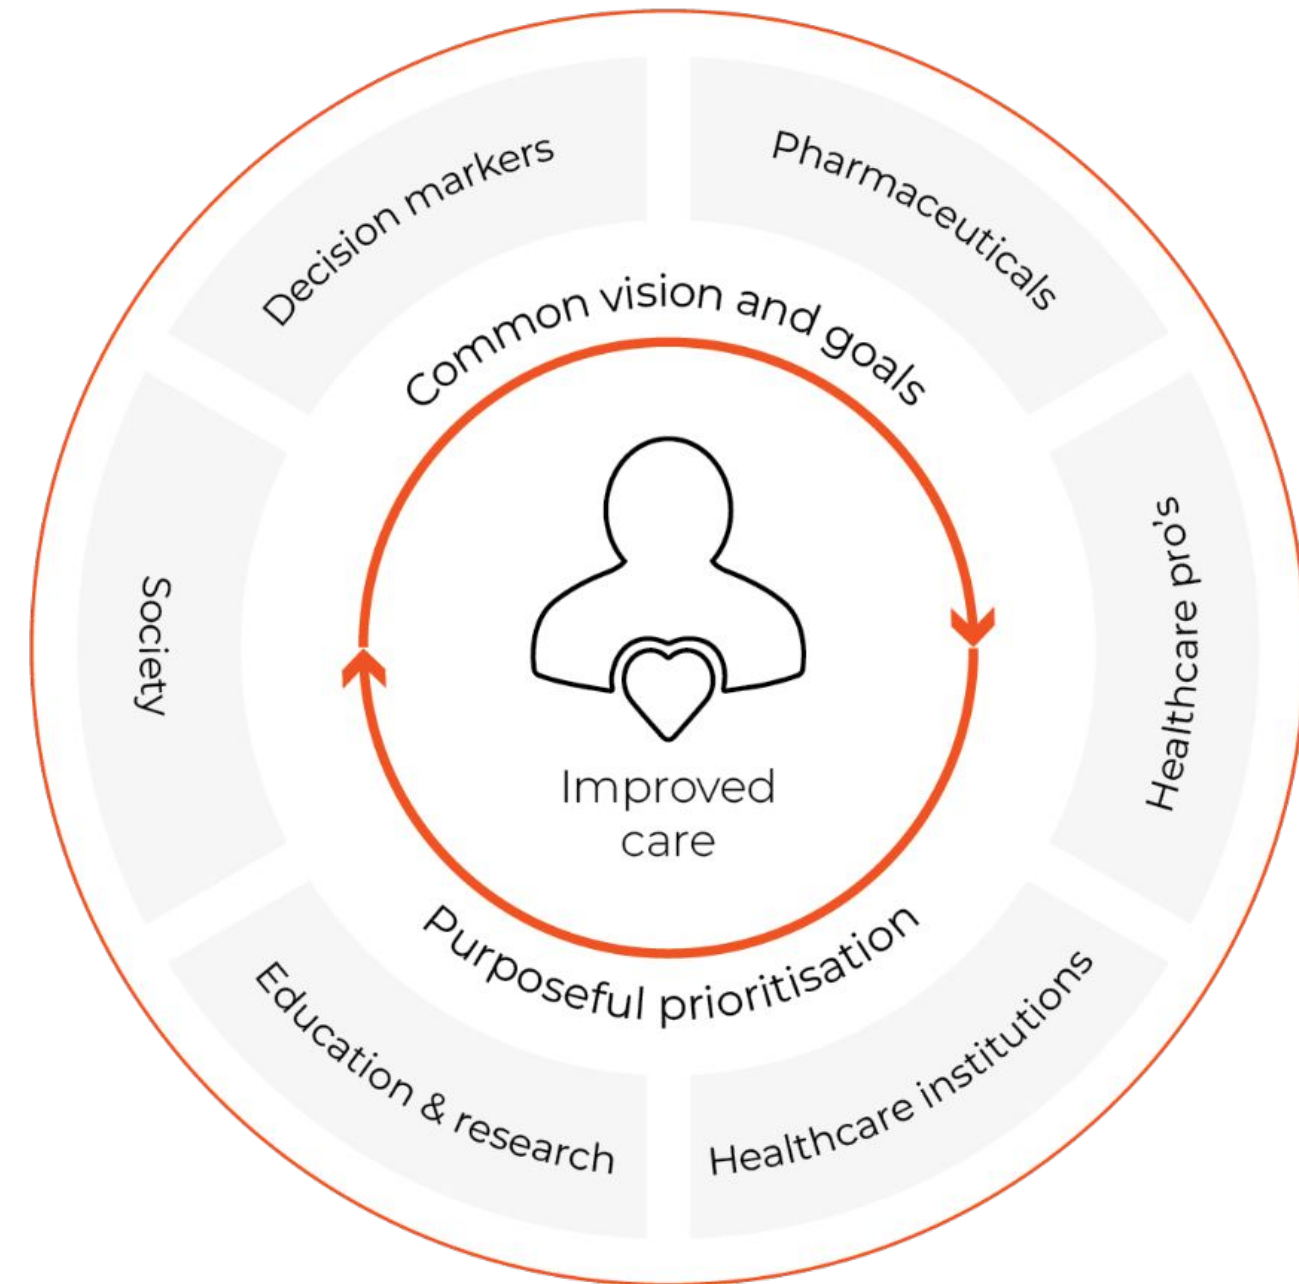 Decision markers
Pharmaceuticals
Common vision and goals
Society
Healthcare pro's
Improved
care
Purposeful prioritisation
Education & research
Healthcare institutions